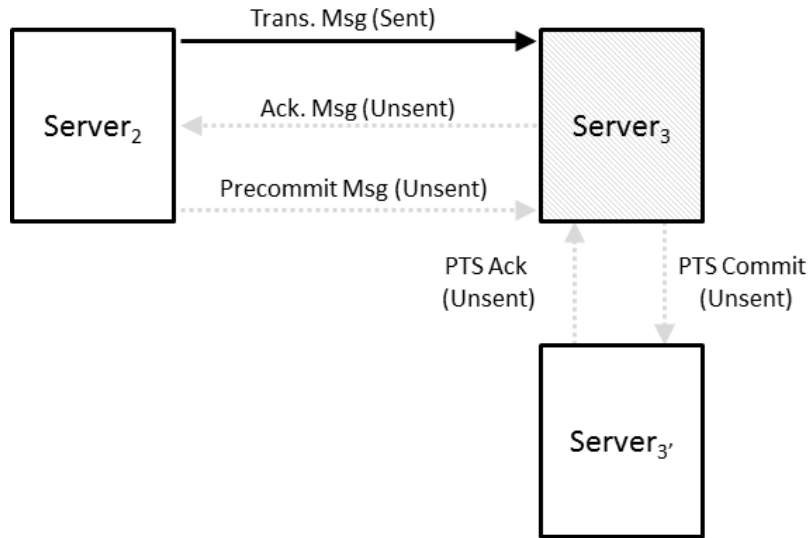 Trans. Msg (Sent)
Server₂
Ack. Msg (Unsent)
Server₃
Precommit Msg (Unsent)
PTS Ack
(Unsent)
PTS Commit
(Unsent)
Server₃′